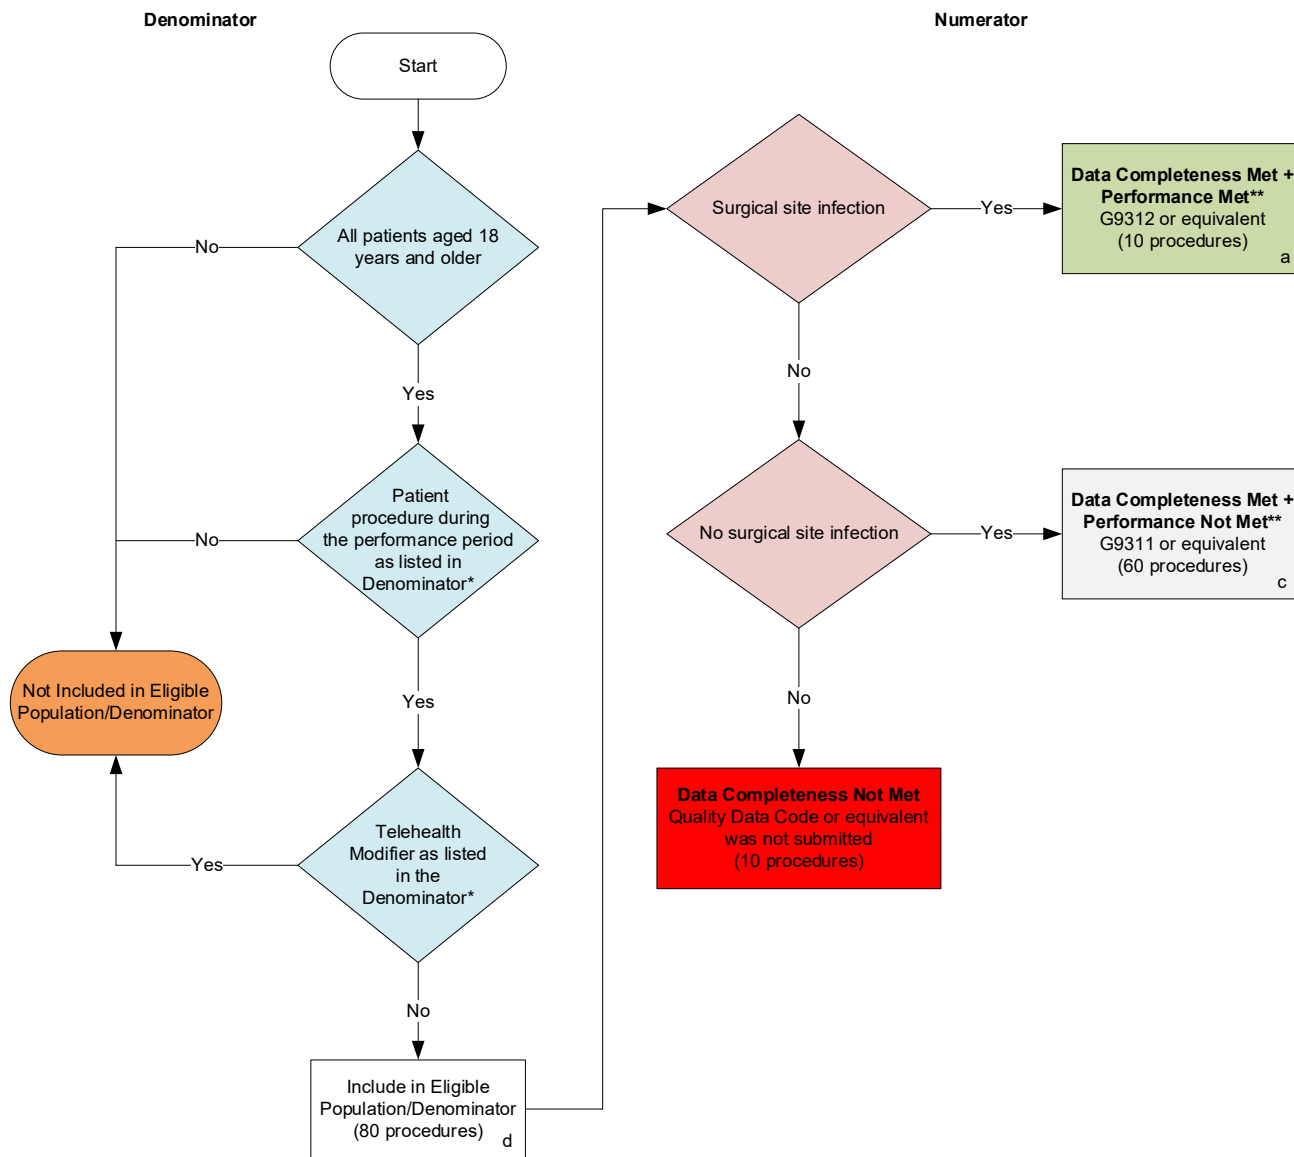 Denominator
Numerator
Start
All patients aged 18
years and older
No
Yes
Patient
procedure during
the performance period
as listed in
Denominator*
No
Yes
Not Included in Eligible
Population/Denominator
Telehealth
Modifier as listed
in the
Denominator*
Yes
No
Include in Eligible
Population/Denominator
(80 procedures)
d
Surgical site infection
Yes
Data Completeness Met +
Performance Met**
G9312 or equivalent
(10 procedures)
a
No
No surgical site infection
Yes
Data Completeness Met +
Performance Not Met**
G9311 or equivalent
(60 procedures)
c
No
Data Completeness Not Met
Quality Data Code or equivalent
was not submitted
(10 procedures)